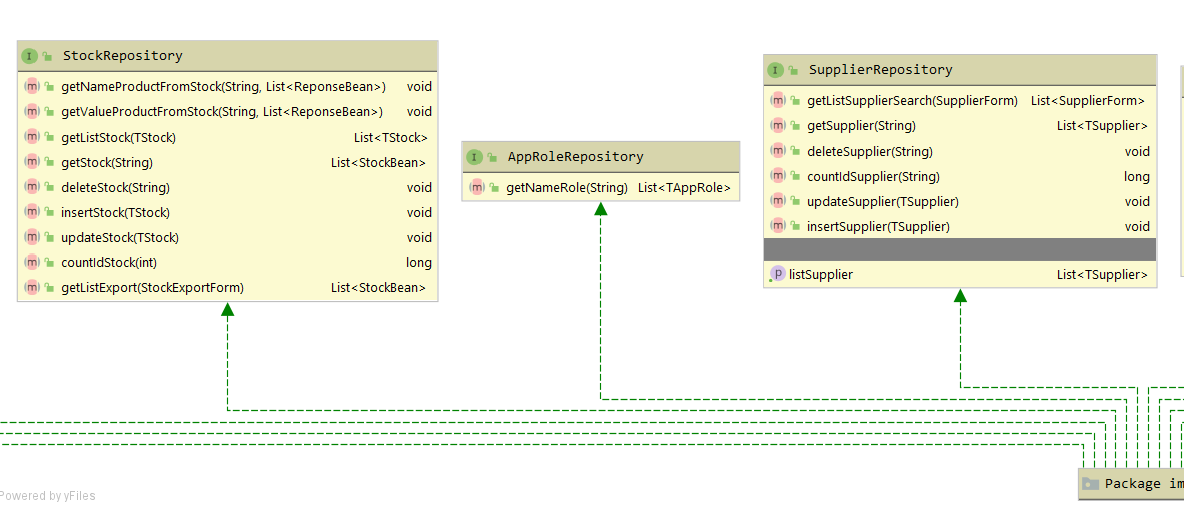 StockRepository
getNameProductFromStock(String, List<ReponseBean>) void
getValueProductFromStock(String, List<ReponseBean>) void
getListStock(TStock) List<TStock>
getStock(String) List<StockBean>
deleteStock(String) void
insertStock(TStock) void
updateStock(TStock) void
countIdStock(int) long
getListExport(StockExportForm) List<StockBean>
AppRoleRepository
getNameRole(String) List<TAppRole>
SupplierRepository
getListSupplierSearch(SupplierForm) List<SupplierForm>
getSupplier(String) List<TSupplier>
deleteSupplier(String) void
countIdSupplier(String) long
updateSupplier(TSupplier) void
insertSupplier(TSupplier) void
listSupplier List<TSupplier>
Package im
Powered by yFiles